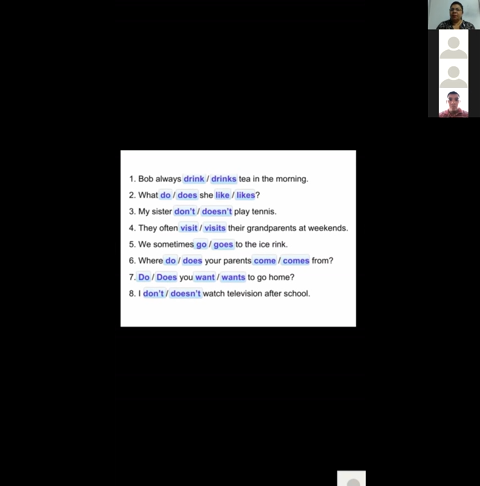 1. Bob always drink / drinks tea in the morning.
2. What do / does she like / likes?
3. My sister don't / doesn't play tennis.
4. They often visit / visits their grandparents at weekends.
5. We sometimes go / goes to the ice rink.
6. Where do / does your parents come / comes from?
7. Do / Does you want / wants to go home?
8. I don't / doesn't watch television after school.